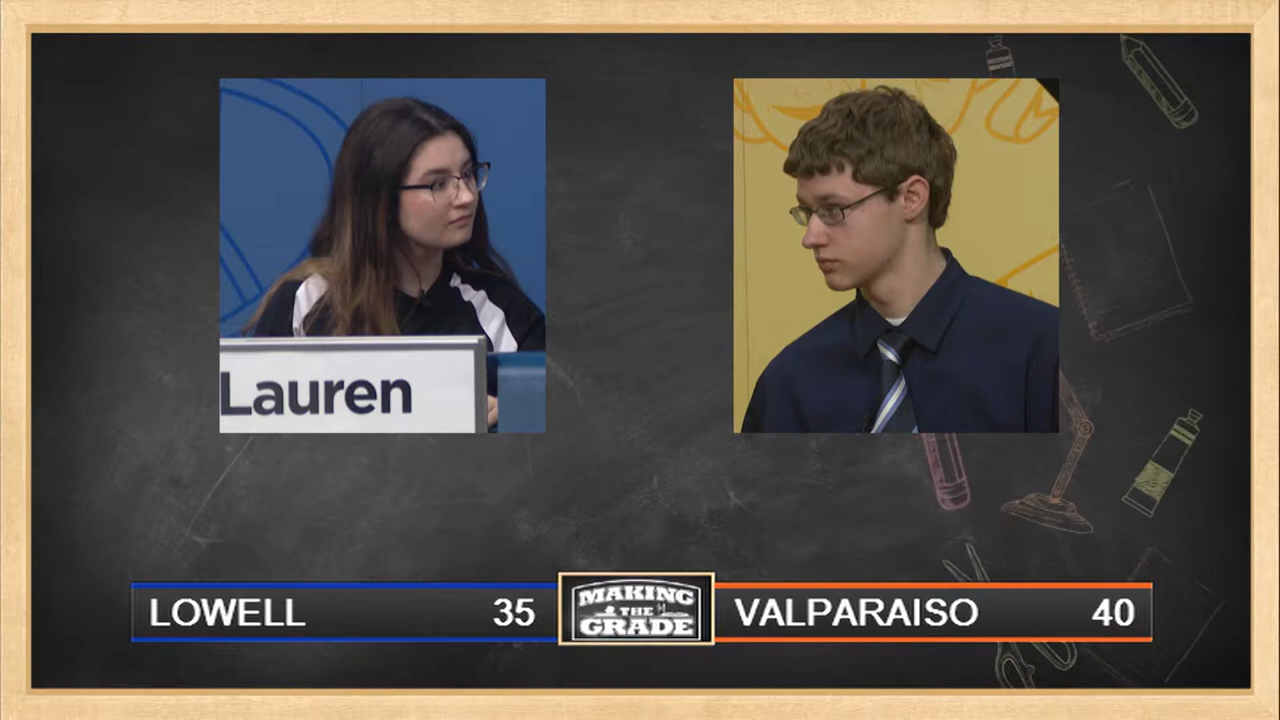 Lauren
LOWELL 35
MAKING
THE
GRADE
VALPARAISO 40